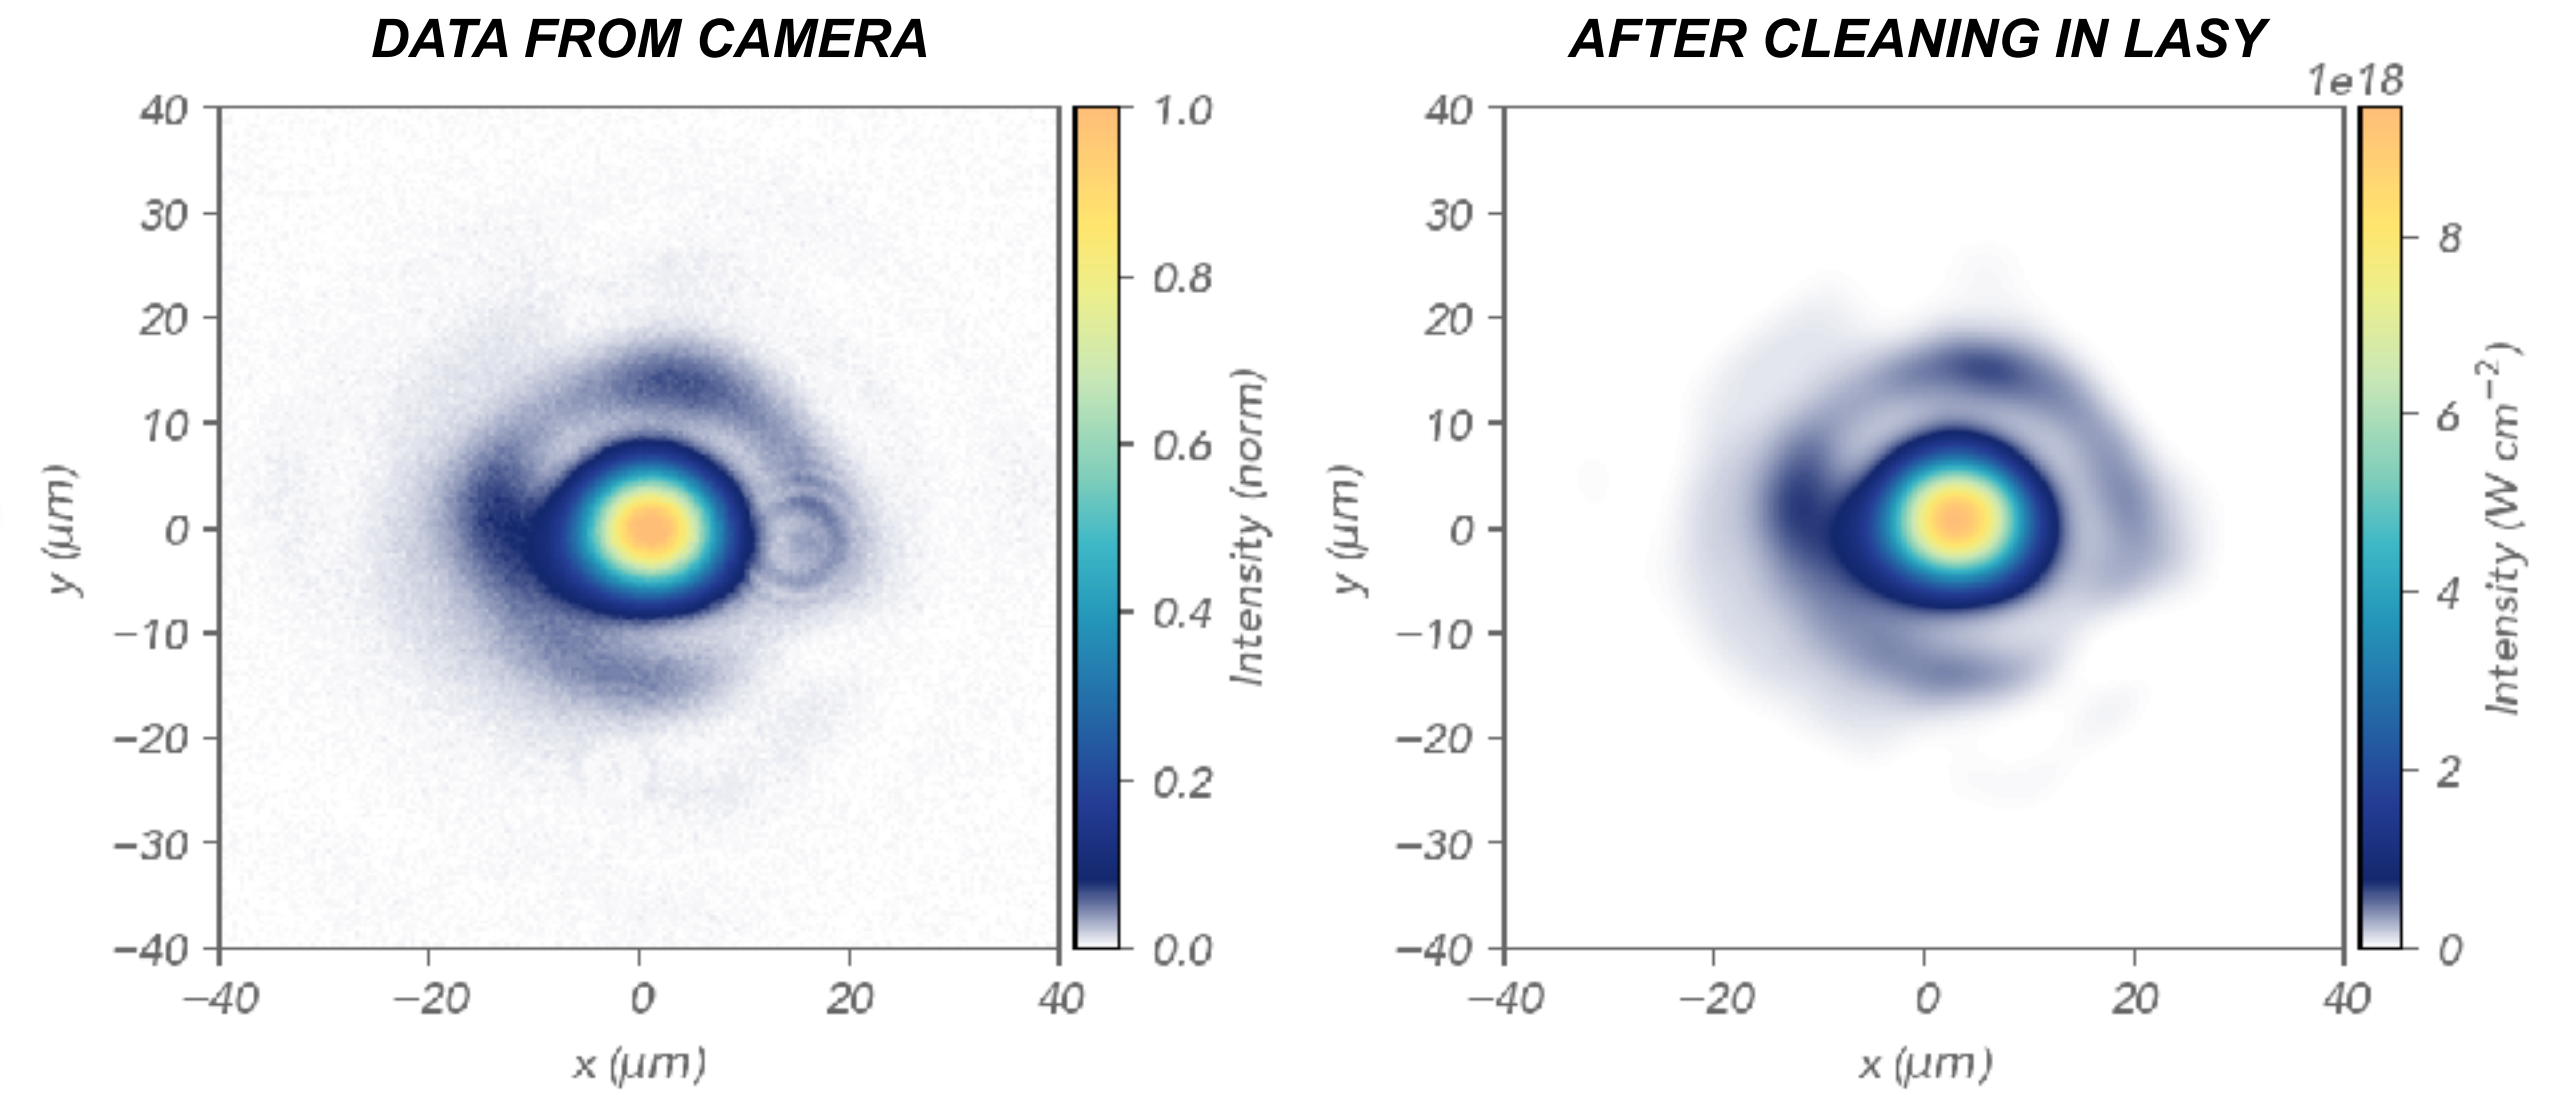 DATA FROM CAMERA
40
30
20
10
0
−10
−20
−30
−40
y (μm)
−40 −20 0 20 40
x (μm)
1.0
0.8
0.6
0.4
0.2
0.0
Intensity (norm)
AFTER CLEANING IN LASY
1e18
40
30
20
10
0
−10
−20
−30
−40
y (μm)
−40 −20 0 20 40
x (μm)
8
6
4
2
0
Intensity (W cm⁻²)